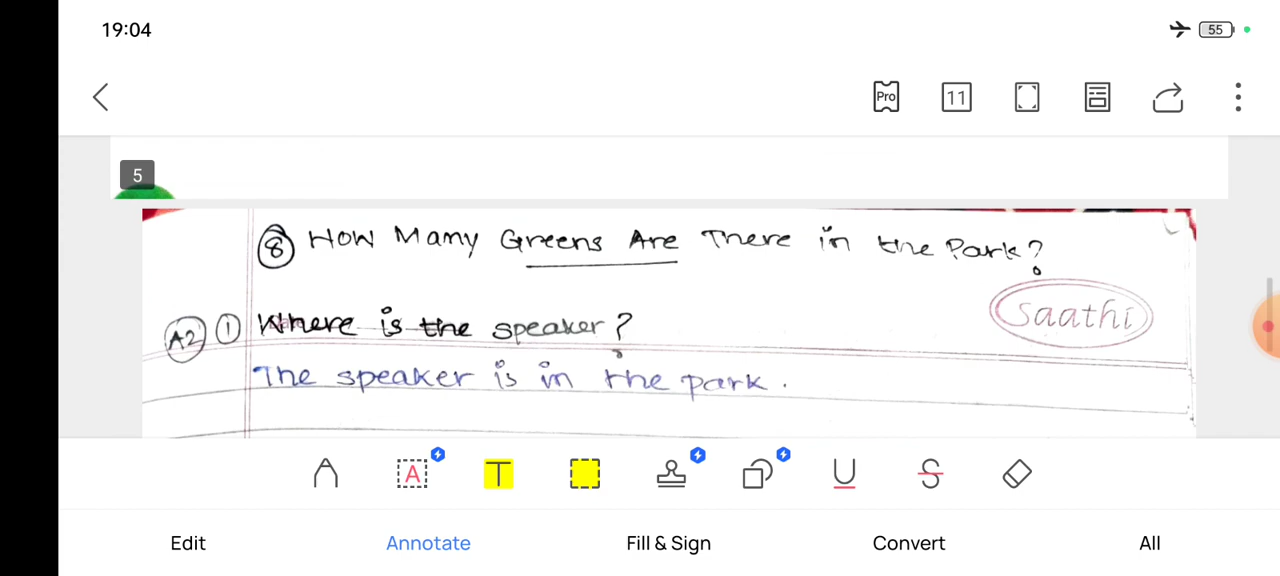 19:04
55
Pro
11
5
8 How Many Greens Are There in the Park?
Saathi
A2 1 Where is the speaker?
The speaker is in the park.
A
T
U
S
Edit
Annotate
Fill & Sign
Convert
All